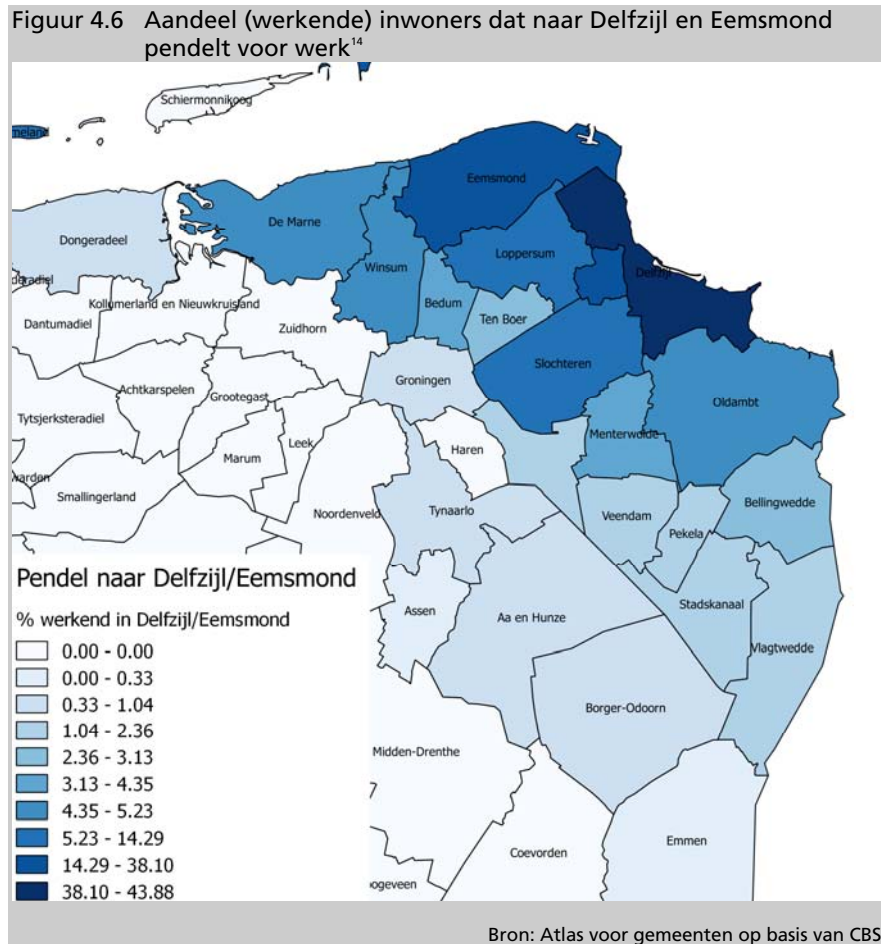 Figuur 4.6 Aandeel (werkende) inwoners dat naar Delfzijl en Eemsmond
pendelt voor werk¹⁴
Schiermonnikoog
meland
Eemsmond
De Marne
Dongeradeel
Loppersum
Winsum
Delfzijl
deradiel
Kollumerland en Nieuwkruisland
Bedum
Ten Boer
Dantumadiel
Zuidhorn
Slochteren
Groningen
Achtkarspelen
Grootegast
Oldambt
Tytsjerksteradiel
Menterwolde
Leek
Haren
Marum
warden
Smallingerland
Bellingwedde
Noordenveld
Tynaarlo
Veendam
Pekela
Pendel naar Delfzijl/Eemsmond
% werkend in Delfzijl/Eemsmond
0.00 - 0.00
0.00 - 0.33
0.33 - 1.04
1.04 - 2.36
2.36 - 3.13
3.13 - 4.35
4.35 - 5.23
5.23 - 14.29
14.29 - 38.10
38.10 - 43.88
Assen
Aa en Hunze
Stadskanaal
Vlagtwedde
Borger-Odoorn
Midden-Drenthe
Emmen
Coevorden
ogeveen
Bron: Atlas voor gemeenten op basis van CBS